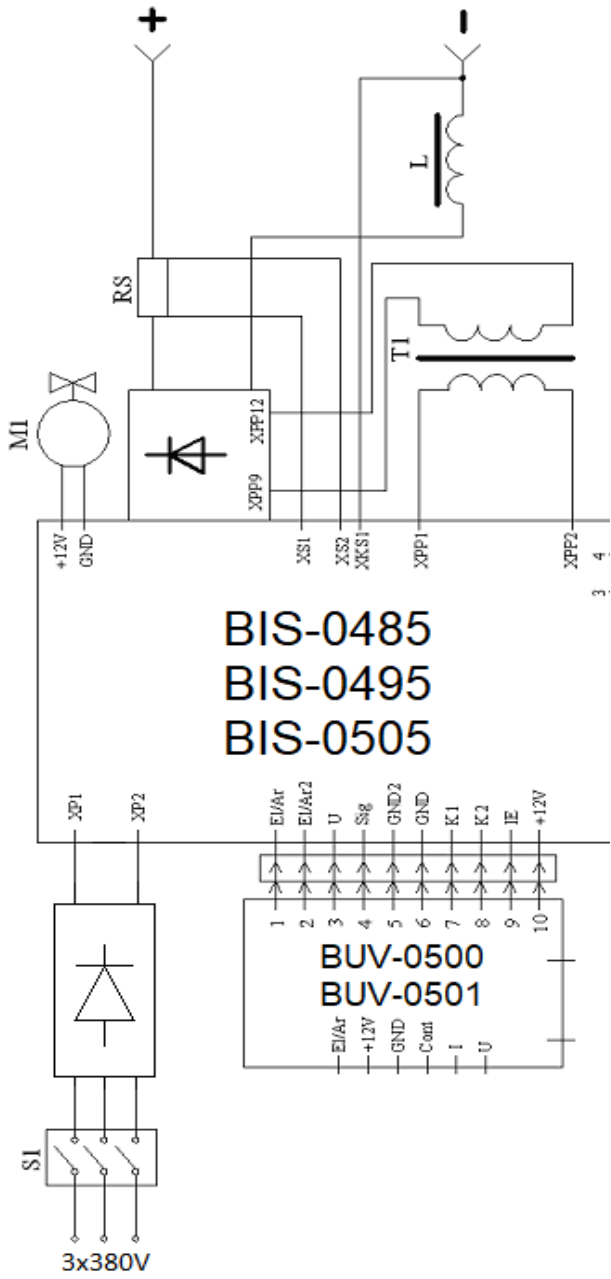 + -
L
RS
T1
M1
XPP12
XPP9
+12V
GND
XS1
XS2
XKS1
XPP1
XPP2
3 4
BIS-0485
BIS-0495
BIS-0505
XP1
XP2
El/Ar
El/Ar2
U
Sig
GND2
GND
K1
K2
IE
+12V
1
2
3
4
5
6
7
8
9
10
BUV-0500
BUV-0501
El/Ar
+12V
GND
Cont
I
U
S1
3x380V